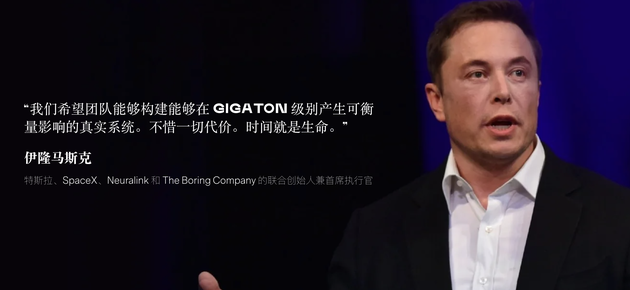 “我们希望团队能够构建能够在 GIGATON 级别产生可衡
量影响的真实系统。不惜一切代价。时间就是生命。”
伊隆马斯克
特斯拉、SpaceX、Neuralink 和 The Boring Company 的联合创始人兼首席执行官